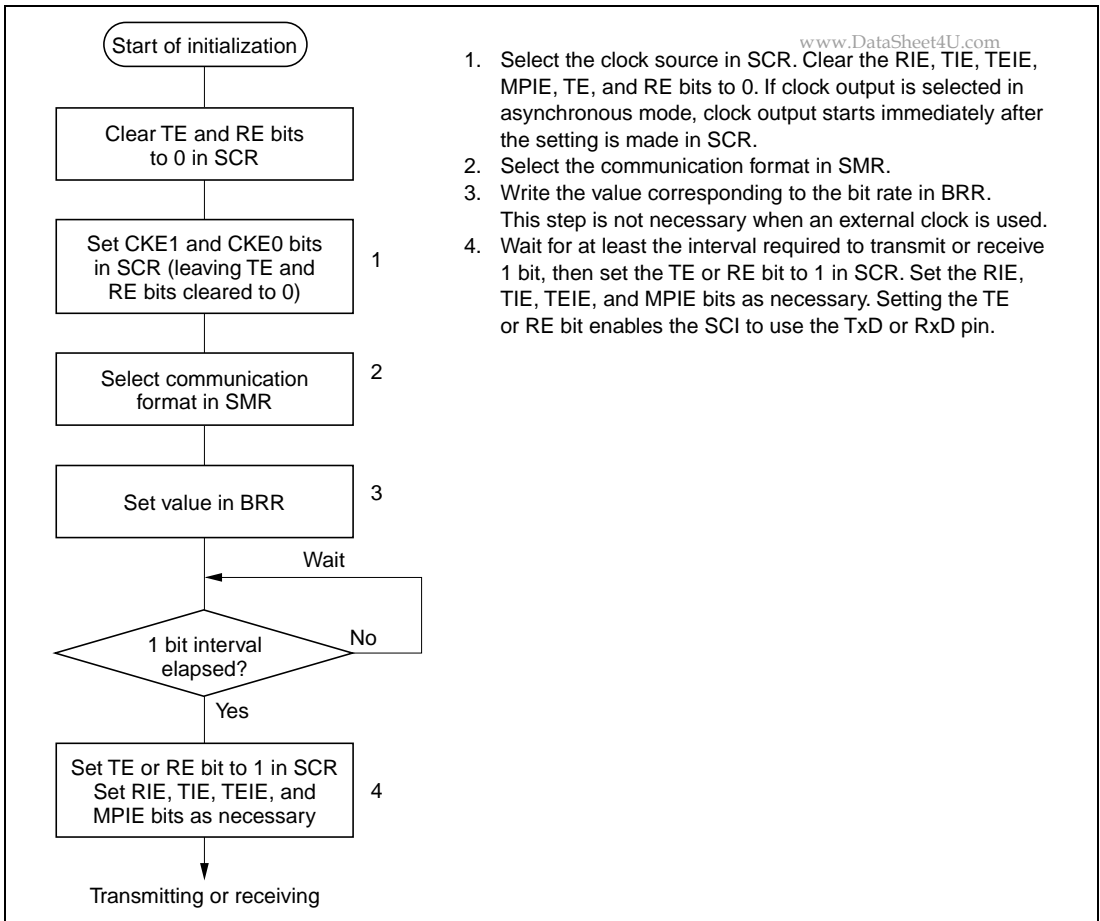 Start of initialization
Clear TE and RE bits
to 0 in SCR
Set CKE1 and CKE0 bits
in SCR (leaving TE and
RE bits cleared to 0)
1
Select communication
format in SMR
2
Set value in BRR
3
Wait
1 bit interval
elapsed?
No
Yes
Set TE or RE bit to 1 in SCR
Set RIE, TIE, TEIE, and
MPIE bits as necessary
4
Transmitting or receiving
www.DataSheet4U.com
1. Select the clock source in SCR. Clear the RIE, TIE, TEIE,
MPIE, TE, and RE bits to 0. If clock output is selected in
asynchronous mode, clock output starts immediately after
the setting is made in SCR.
2. Select the communication format in SMR.
3. Write the value corresponding to the bit rate in BRR.
This step is not necessary when an external clock is used.
4. Wait for at least the interval required to transmit or receive
1 bit, then set the TE or RE bit to 1 in SCR. Set the RIE,
TIE, TEIE, and MPIE bits as necessary. Setting the TE
or RE bit enables the SCI to use the TxD or RxD pin.